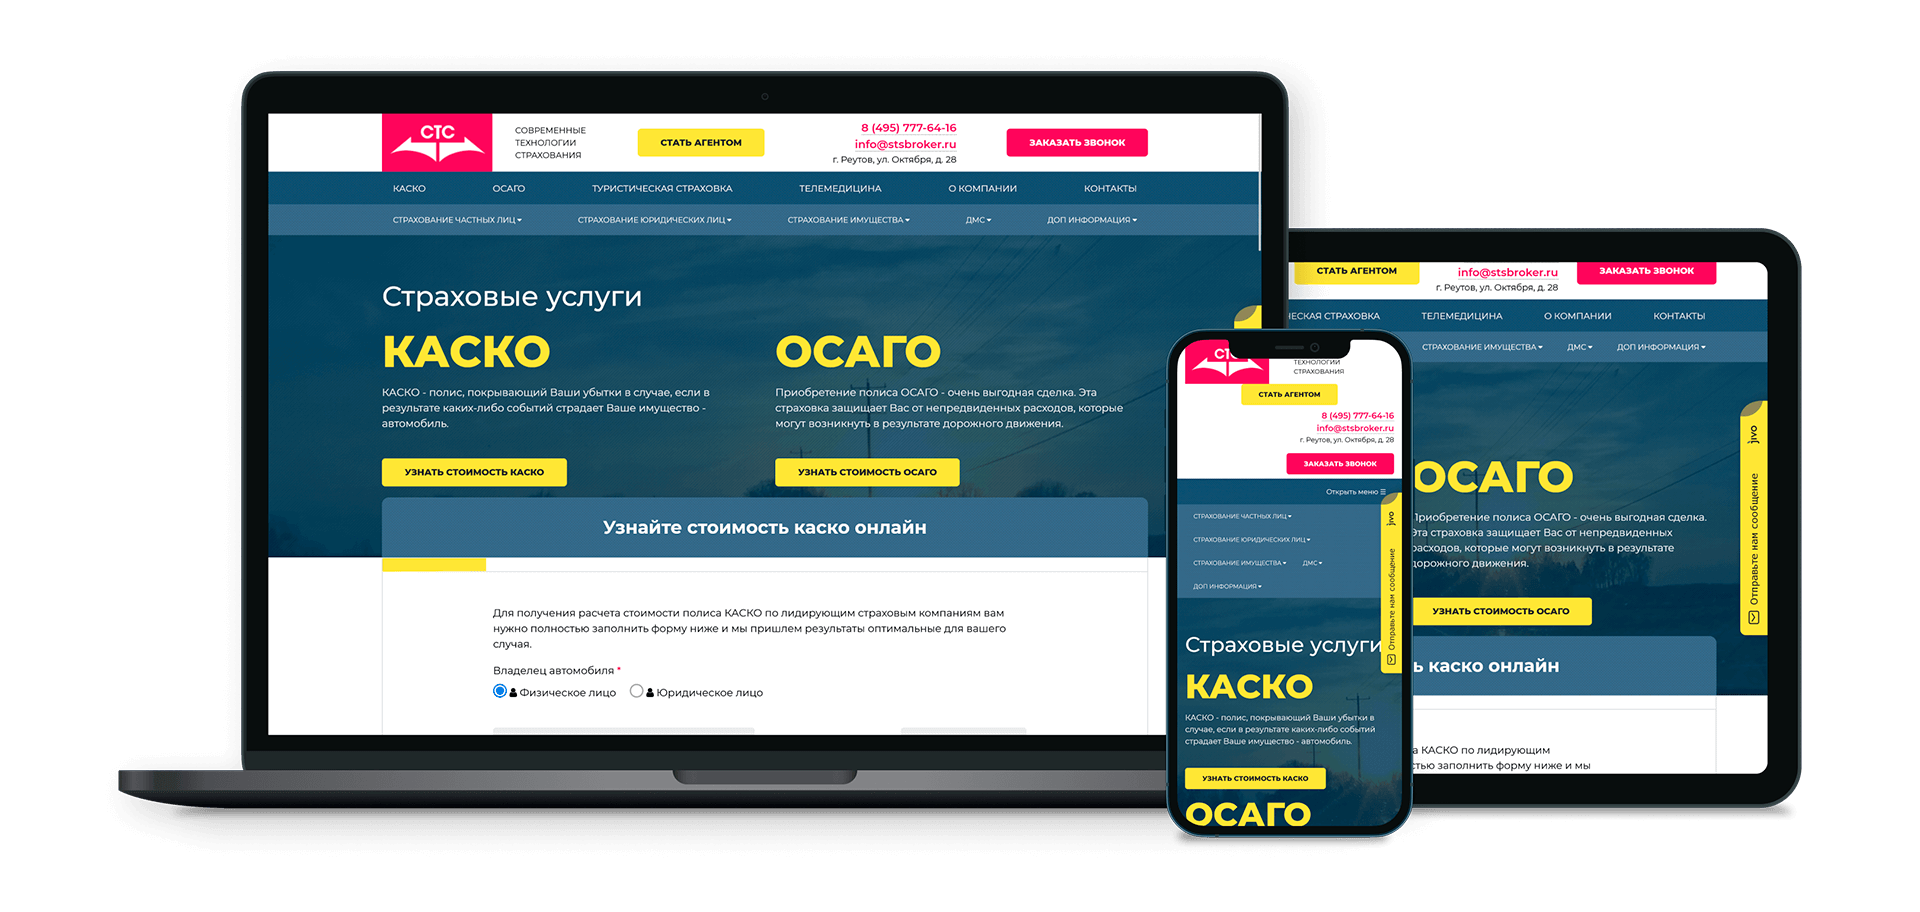 СТС
СОВРЕМЕННЫЕ
ТЕХНОЛОГИИ
СТРАХОВАНИЯ
СТАТЬ АГЕНТОМ
8 (495) 777-64-16
info@stsbroker.ru
г. Реутов, ул. Октября, д. 28
ЗАКАЗАТЬ ЗВОНОК
КАСКО ОСАГО ТУРИСТИЧЕСКАЯ СТРАХОВКА ТЕЛЕМЕДИЦИНА О КОМПАНИИ КОНТАКТЫ
СТРАХОВАНИЕ ЧАСТНЫХ ЛИЦ СТРАХОВАНИЕ ЮРИДИЧЕСКИХ ЛИЦ СТРАХОВАНИЕ ИМУЩЕСТВА ДМС ДОП ИНФОРМАЦИЯ
Страховые услуги
КАСКО
КАСКО - полис, покрывающий Ваши убытки в случае, если в
результате каких-либо событий страдает Ваше имущество -
автомобиль.
УЗНАТЬ СТОИМОСТЬ КАСКО
ОСАГО
Приобретение полиса ОСАГО - очень выгодная сделка. Эта
страховка защищает Вас от непредвиденных расходов, которые
могут возникнуть в результате дорожного движения.
УЗНАТЬ СТОИМОСТЬ ОСАГО
Узнайте стоимость каско онлайн
Для получения расчета стоимости полиса КАСКО по лидирующим страховым компаниям вам
нужно полностью заполнить форму ниже и мы пришлем результаты оптимальные для вашего
случая.
Владелец автомобиля *
Физическое лицо Юридическое лицо
СТС
ТЕХНОЛОГИИ
СТРАХОВАНИЯ
СТАТЬ АГЕНТОМ
8 (495) 777-64-16
info@stsbroker.ru
г. Реутов, ул. Октября, д. 28
ЗАКАЗАТЬ ЗВОНОК
Открыть меню ☰
СТРАХОВАНИЕ ЧАСТНЫХ ЛИЦ
СТРАХОВАНИЕ ЮРИДИЧЕСКИХ ЛИЦ
СТРАХОВАНИЕ ИМУЩЕСТВА ДМС
ДОП ИНФОРМАЦИЯ
Страховые услуги
КАСКО
КАСКО - полис, покрывающий Ваши убытки в
случае, если в результате каких-либо событий
страдает Ваше имущество - автомобиль.
УЗНАТЬ СТОИМОСТЬ КАСКО
ОСАГО
Отправьте нам сообщение jivo
СТАТЬ АГЕНТОМ
info@stsbroker.ru
г. Реутов, ул. Октября, д. 28
ЗАКАЗАТЬ ЗВОНОК
ЧЕСКАЯ СТРАХОВКА ТЕЛЕМЕДИЦИНА О КОМПАНИИ КОНТАКТЫ
СТРАХОВАНИЕ ИМУЩЕСТВА ДМС ДОП ИНФОРМАЦИЯ
ОСАГО
Приобретение полиса ОСАГО - очень выгодная сделка.
Эта страховка защищает Вас от непредвиденных
расходов, которые могут возникнуть в результате
дорожного движения.
УЗНАТЬ СТОИМОСТЬ ОСАГО
ь каско онлайн
а КАСКО по лидирующим
стью заполнить форму ниже и мы
Отправьте нам сообщение jivo